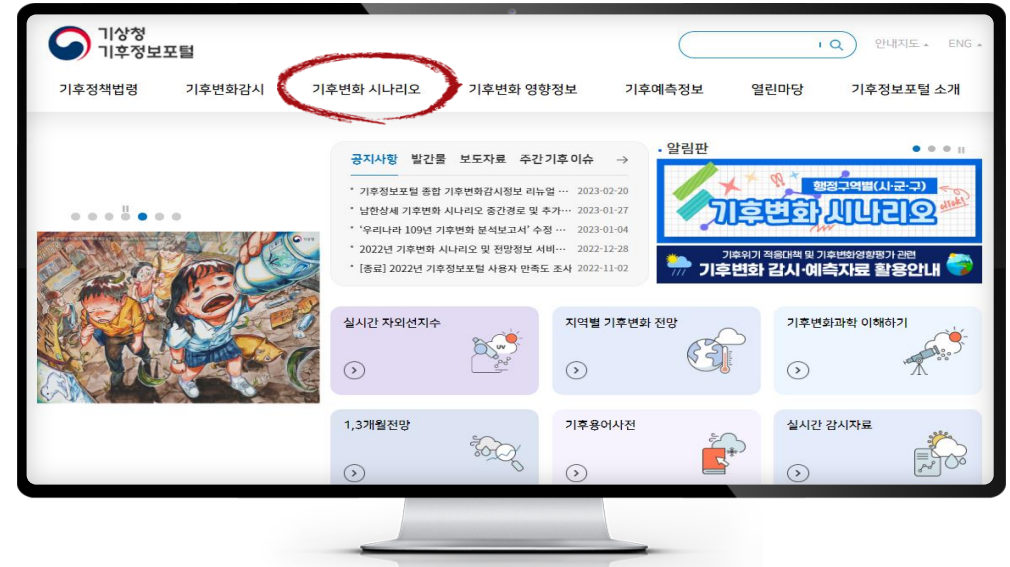 기상청
기후정보포털
안내지도
ENG
기후정책법령 기후변화감시 기후변화 시나리오 기후변화 영향정보 기후예측정보 열린마당 기후정보포털 소개
공지사항 발간물 보도자료 주간기후이슈 →
• 기후정보포털 종합 기후변화감시정보 리뉴얼 ⋯ 2023-02-20
• 남한상세 기후변화 시나리오 중간경로 및 추가⋯ 2023-01-27
• ‘우리나라 109년 기후변화 분석보고서’ 수정 ⋯ 2023-01-04
• 2022년 기후변화 시나리오 및 전망정보 서비⋯ 2022-12-28
• [종료] 2022년 기후정보포털 사용자 만족도 조사 2022-11-02
• 알림판
행정구역별(시·군·구)
기후변화 시나리오
click!
기후위기 적응대책 및 기후변화영향평가 관련
기후변화 감시·예측자료 활용안내
실시간 자외선지수
UV
지역별 기후변화 전망
기후변화과학 이해하기
1,3개월전망
기후용어사전
실시간 감시자료